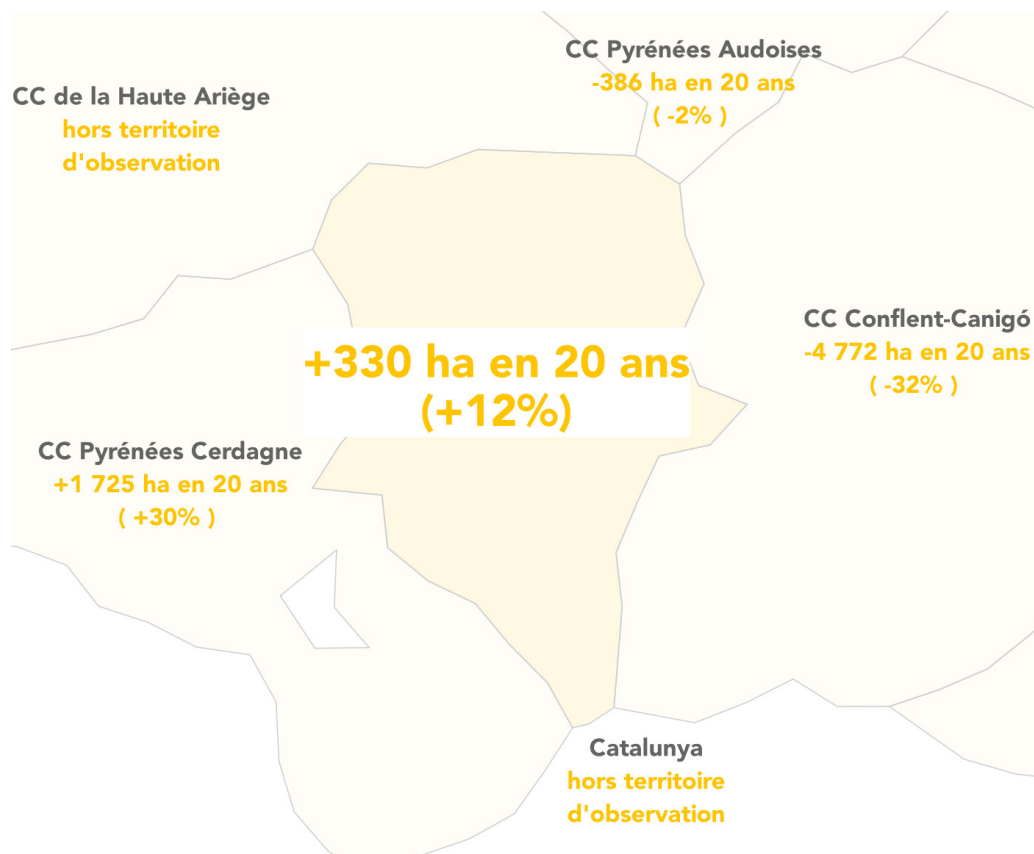 CC Pyrénées Audoises
-386 ha en 20 ans
( -2% )
CC de la Haute Ariège
hors territoire
d'observation
CC Conflent-Canigó
-4 772 ha en 20 ans
( -32% )
+330 ha en 20 ans
(+12%)
CC Pyrénées Cerdagne
+1 725 ha en 20 ans
( +30% )
Catalunya
hors territoire
d'observation